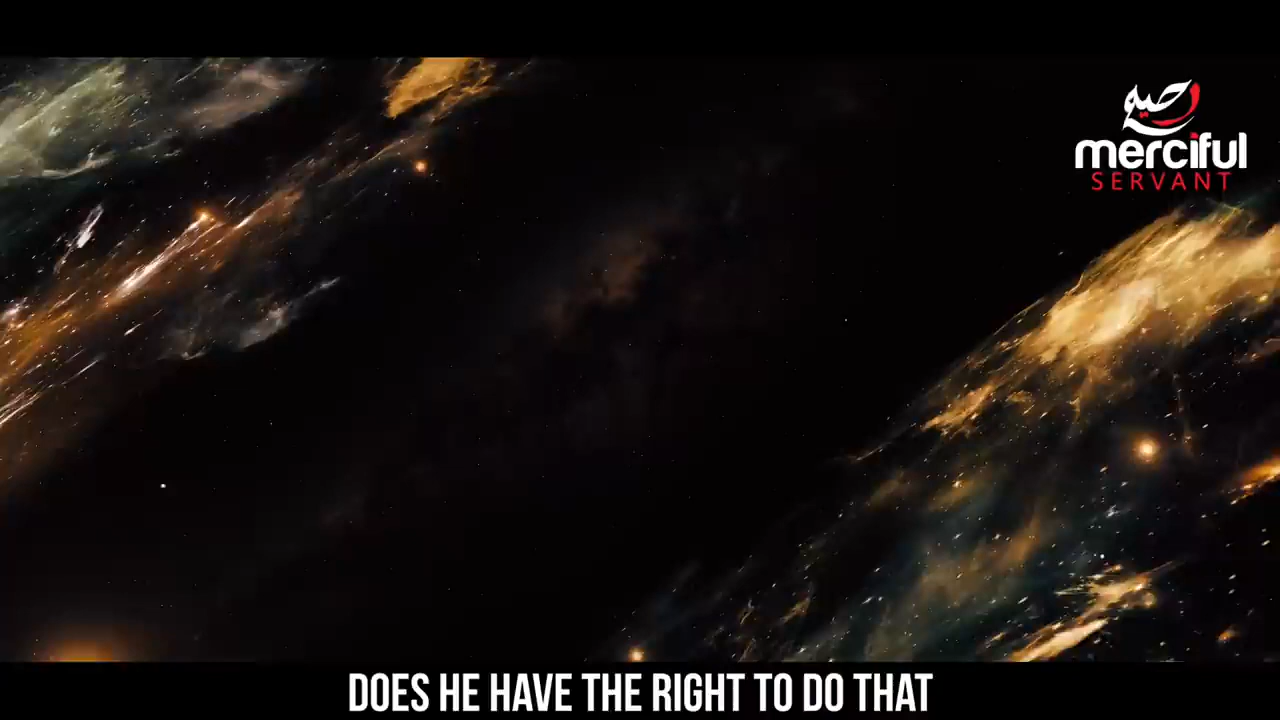 رحيم
merciful
SERVANT
DOES HE HAVE THE RIGHT TO DO THAT